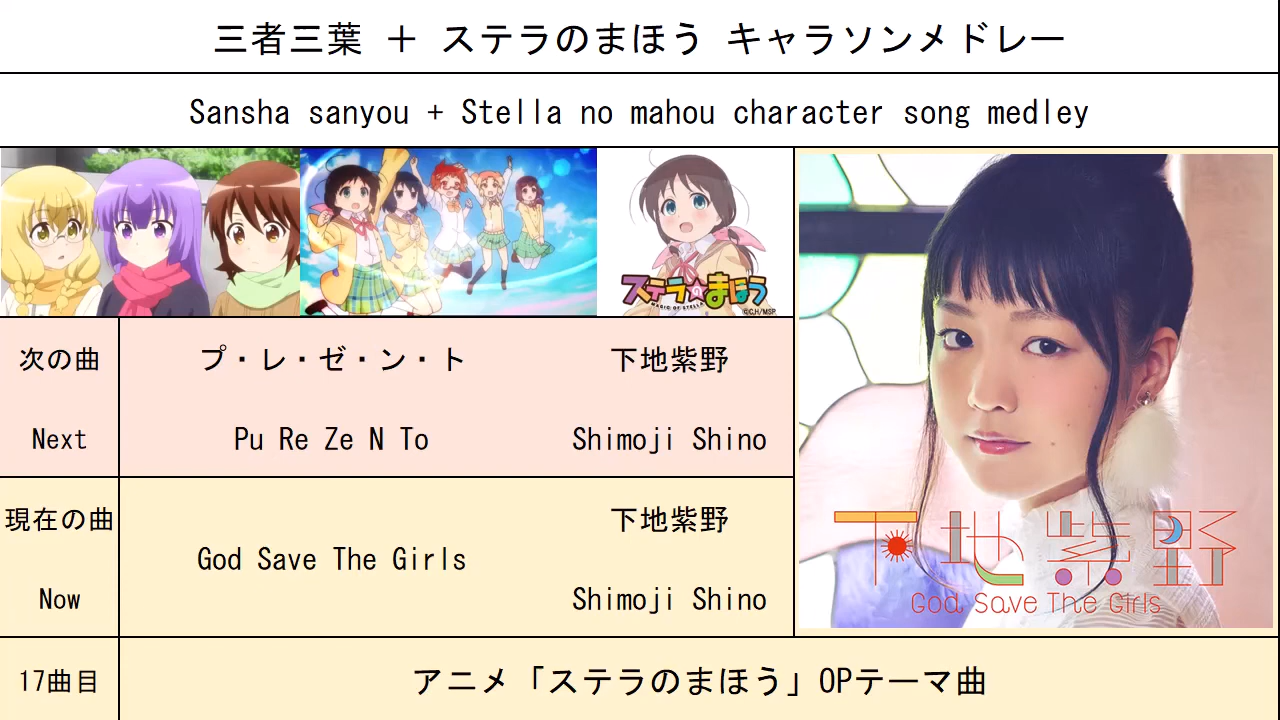 三者三葉 ＋ ステラのまほう キャラソンメドレー
Sansha sanyou + Stella no mahou character song medley
ステラのまほう
MAGIC OF STELLA
©C,H/MSP
次の曲
プ・レ・ゼ・ン・ト
下地紫野
Next
Pu Re Ze N To
Shimoji Shino
現在の曲
下地紫野
God Save The Girls
Now
Shimoji Shino
下地紫野
God Save The Girls
17曲目
アニメ「ステラのまほう」OPテーマ曲